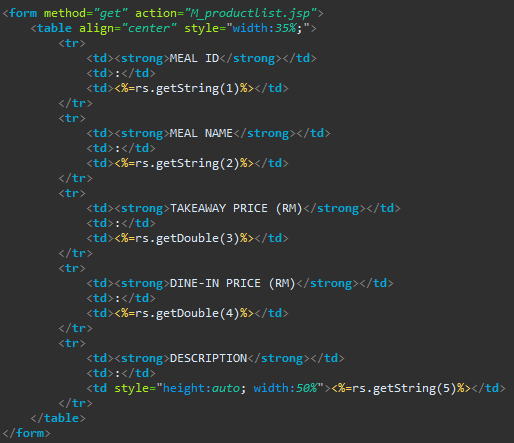 <form method="get" action="M_productlist.jsp">
    <table align="center" style="width:35%;">
        <tr>
            <td><strong>MEAL ID</strong></td>
            <td>:</td>
            <td><%=rs.getString(1)%></td>
        </tr>
        <tr>
            <td><strong>MEAL NAME</strong></td>
            <td>:</td>
            <td><%=rs.getString(2)%></td>
        </tr>
        <tr>
            <td><strong>TAKEAWAY PRICE (RM)</strong></td>
            <td>:</td>
            <td><%=rs.getDouble(3)%></td>
        </tr>
        <tr>
            <td><strong>DINE-IN PRICE (RM)</strong></td>
            <td>:</td>
            <td><%=rs.getDouble(4)%></td>
        </tr>
        <tr>
            <td><strong>DESCRIPTION</strong></td>
            <td>:</td>
            <td style="height:auto; width:50%"><%=rs.getString(5)%></td>
        </tr>
    </table>
</form>